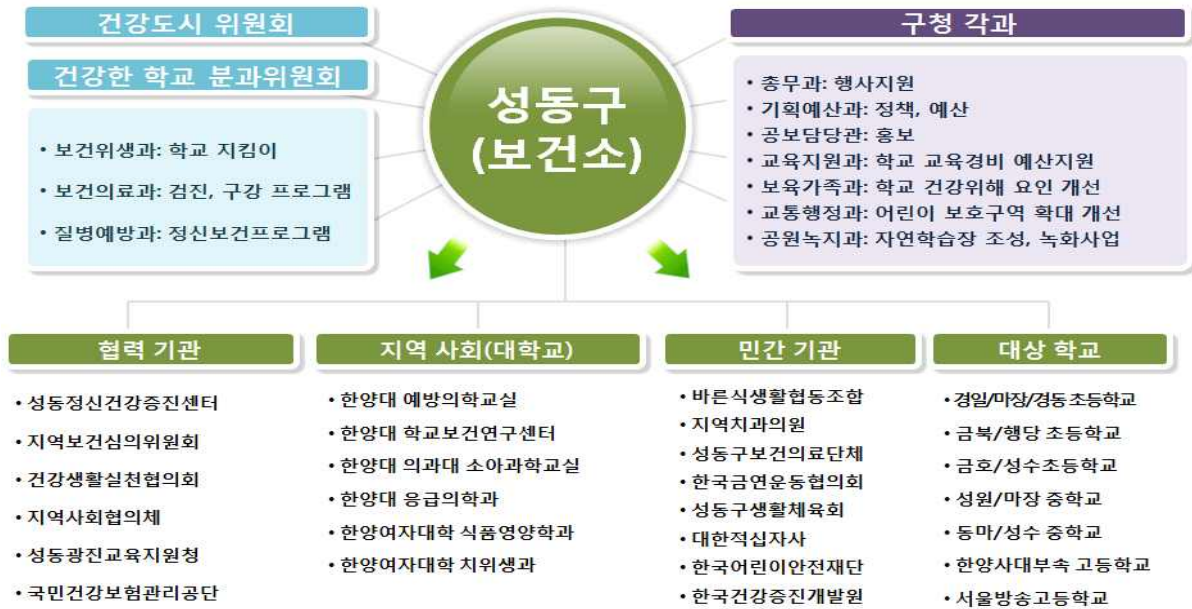 건강도시 위원회
건강한 학교 분과위원회
• 보건위생과: 학교 지킴이
• 보건의료과: 검진, 구강 프로그램
• 질병예방과: 정신보건프로그램
성동구
(보건소)
구청 각과
• 총무과: 행사지원
• 기획예산과: 정책, 예산
• 공보담당관: 홍보
• 교육지원과: 학교 교육경비 예산지원
• 보육가족과: 학교 건강위해 요인 개선
• 교통행정과: 어린이 보호구역 확대 개선
• 공원녹지과: 자연학습장 조성, 녹화사업
협력 기관
• 성동정신건강증진센터
• 지역보건심의위원회
• 건강생활실천협의회
• 지역사회협의체
• 성동광진교육지원청
• 국민건강보험관리공단
지역 사회(대학교)
• 한양대 예방의학교실
• 한양대 학교보건연구센터
• 한양대 의과대 소아과학교실
• 한양대 응급의학과
• 한양여자대학 식품영양학과
• 한양여자대학 치위생과
민간 기관
• 바른식생활협동조합
• 지역치과의원
• 성동구보건의료단체
• 한국금연운동협의회
• 성동구생활체육회
• 대한적십자사
• 한국어린이안전재단
• 한국건강증진개발원
대상 학교
• 경일/마장/경동초등학교
• 금북/행당 초등학교
• 금호/성수초등학교
• 성원/마장 중학교
• 동마/성수 중학교
• 한양사대부속 고등학교
• 서울방송고등학교